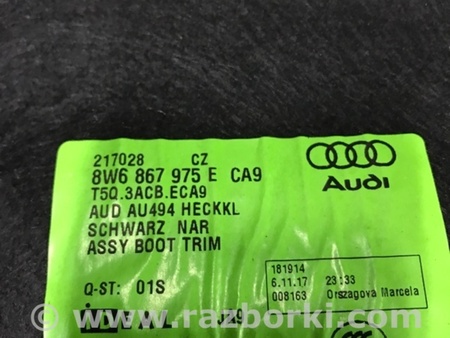 217028 CZ
8W6 867 975 E CA9
T5Q.3ACB.ECA9
AUD AU494 HECKKL
SCHWARZ NAR
ASSY BOOT TRIM
Audi
Q-ST: 01S
181914
6.11.17 23:33
008163 Orszagova Marcela
www.razborki.com